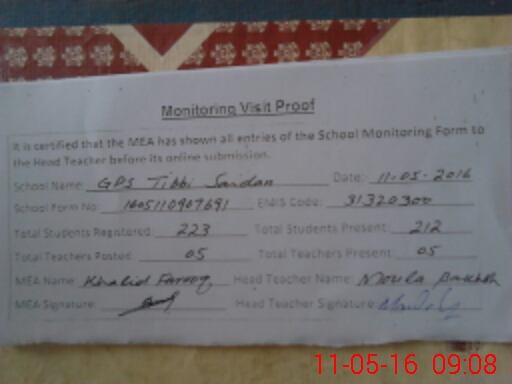 Monitoring Visit Proof
It is certified that the MEA has shown all entries of the School Monitoring Form to
the Head Teacher before its online submission.
School Name: GPS Tibbi Saidan Date: 11-05-2016
School Form No: 1605110907691 EMIS Code: 31320300
Total Students Registered: 223 Total Students Present: 212
Total Teachers Posted: 05 Total Teachers Present: 05
MEA Name: Khalid Farooq Head Teacher Name: Moula Bakhsh
MEA Signature: Head Teacher Signature:
11-05-16 09:08